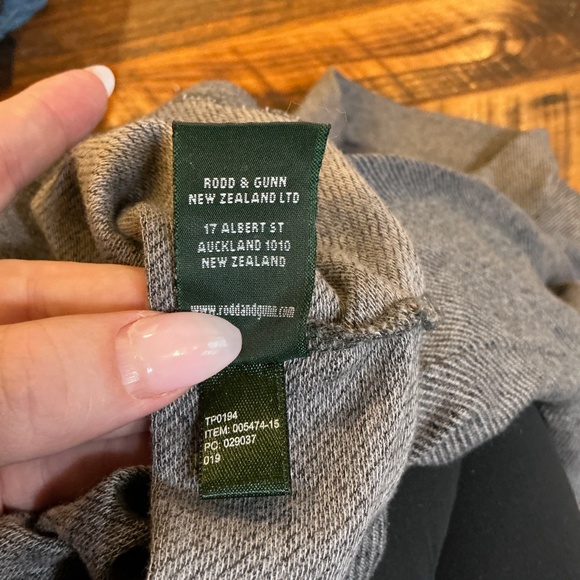 RODD & GUNN
NEW ZEALAND LTD
17 ALBERT ST
AUCKLAND 1010
NEW ZEALAND
www.roddandgunn.com
TP0194
ITEM: 005474-15
PC: 029037
019